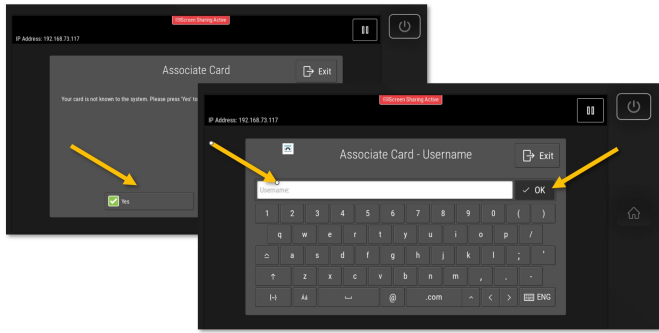 Screen Sharing Active
IP Address: 192.168.73.117
Associate Card
Exit
Your card is not known to the system. Please press 'Yes' to
Yes
Screen Sharing Active
IP Address: 192.168.73.117
Associate Card - Username
Exit
Username:
OK
1 2 3 4 5 6 7 8 9 0 ( )
q w e r t y u i o p /
a s d f g h j k l ; '
z x c v b n m , . -
@ .com ^ < > ENG